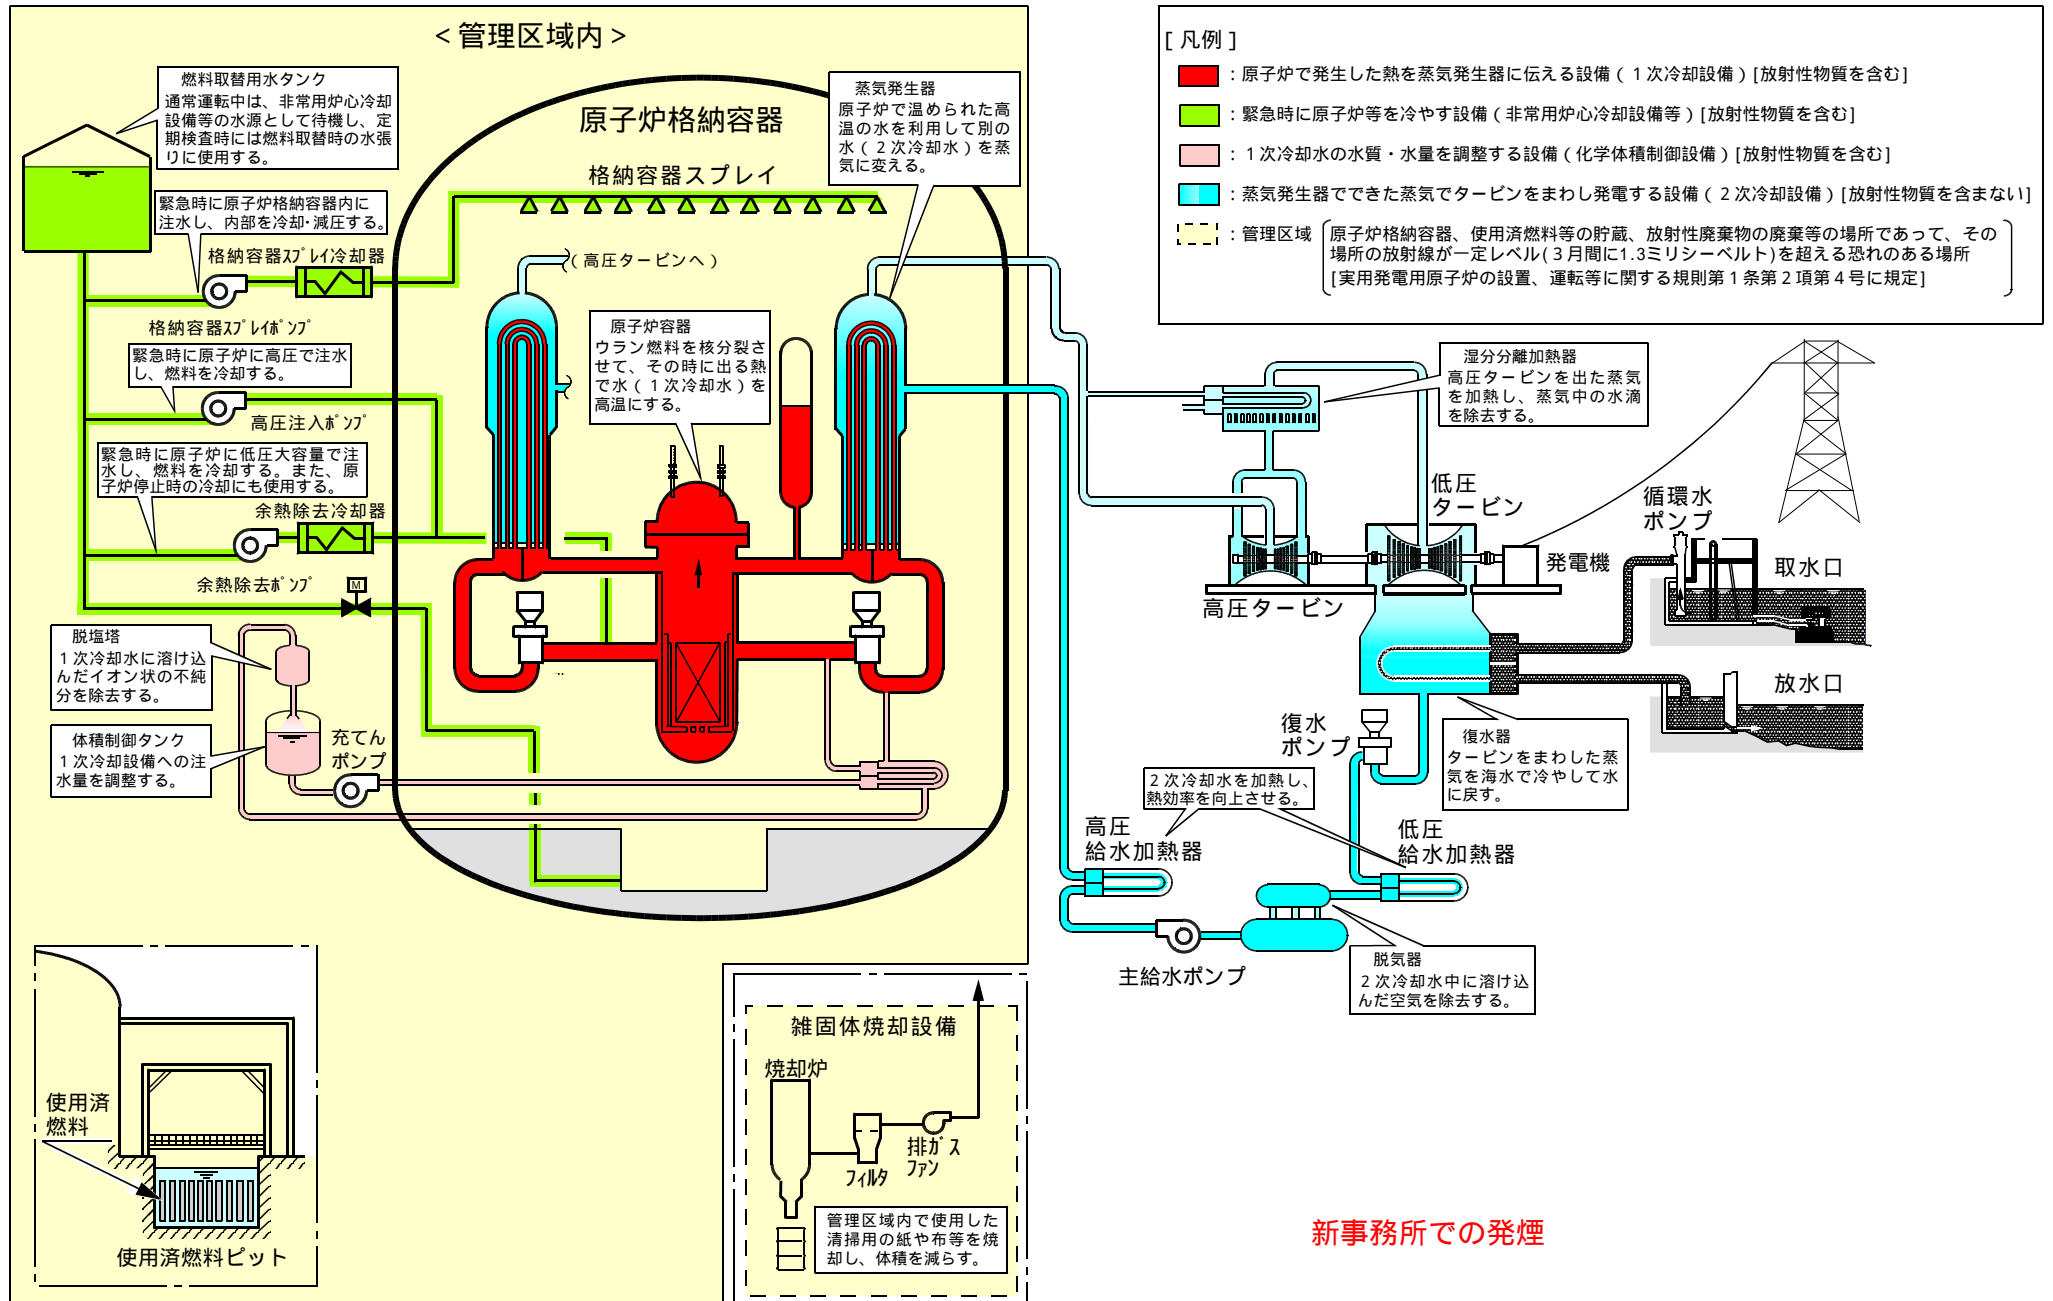 ＜管理区域内＞
燃料取替用水タンク
通常運転中は、非常用炉心冷却
設備等の水源として待機し、定
期検査時には燃料取替時の水張
りに使用する。
緊急時に原子炉格納容器内に
注水し、内部を冷却･減圧する。
格納容器ｽﾌﾟﾚｲ冷却器
格納容器ｽﾌﾟﾚｲﾎﾟﾝﾌﾟ
緊急時に原子炉に高圧で注水
し、燃料を冷却する。
高圧注入ﾎﾟﾝﾌﾟ
緊急時に原子炉に低圧大容量で注
水し、燃料を冷却する。また、原
子炉停止時の冷却にも使用する。
余熱除去冷却器
余熱除去ﾎﾟﾝﾌﾟ
M
脱塩塔
１次冷却水に溶け込
んだイオン状の不純
分を除去する。
体積制御タンク
１次冷却設備への注
水量を調整する。
充てん
ポンプ
原子炉格納容器
格納容器スプレイ
蒸気発生器
原子炉で温められた高
温の水を利用して別の
水（２次冷却水）を蒸
気に変える。
（高圧タービンへ）
原子炉容器
ウラン燃料を核分裂さ
せて、その時に出る熱
で水（１次冷却水）を
高温にする。
[凡例]
：原子炉で発生した熱を蒸気発生器に伝える設備（１次冷却設備）[放射性物質を含む]
：緊急時に原子炉等を冷やす設備（非常用炉心冷却設備等）[放射性物質を含む]
：１次冷却水の水質・水量を調整する設備（化学体積制御設備）[放射性物質を含む]
：蒸気発生器でできた蒸気でタービンをまわし発電する設備（２次冷却設備）[放射性物質を含まない]
：管理区域
原子炉格納容器、使用済燃料等の貯蔵、放射性廃棄物の廃棄等の場所であって、その
場所の放射線が一定レベル(３月間に1.3ミリシーベルト)を超える恐れのある場所
[実用発電用原子炉の設置、運転等に関する規則第１条第２項第４号に規定]
湿分分離加熱器
高圧タービンを出た蒸気
を加熱し、蒸気中の水滴
を除去する。
低圧
タービン
高圧タービン
発電機
循環水
ポンプ
取水口
放水口
復水
ポンプ
復水器
タービンをまわした蒸
気を海水で冷やして水
に戻す。
２次冷却水を加熱し、
熱効率を向上させる。
高圧
給水加熱器
低圧
給水加熱器
主給水ポンプ
脱気器
２次冷却水中に溶け込
んだ空気を除去する。
使用済
燃料
使用済燃料ピット
雑固体焼却設備
焼却炉
フィルタ
排ｶﾞｽ
ファン
管理区域内で使用した
清掃用の紙や布等を焼
却し、体積を減らす。
新事務所での発煙